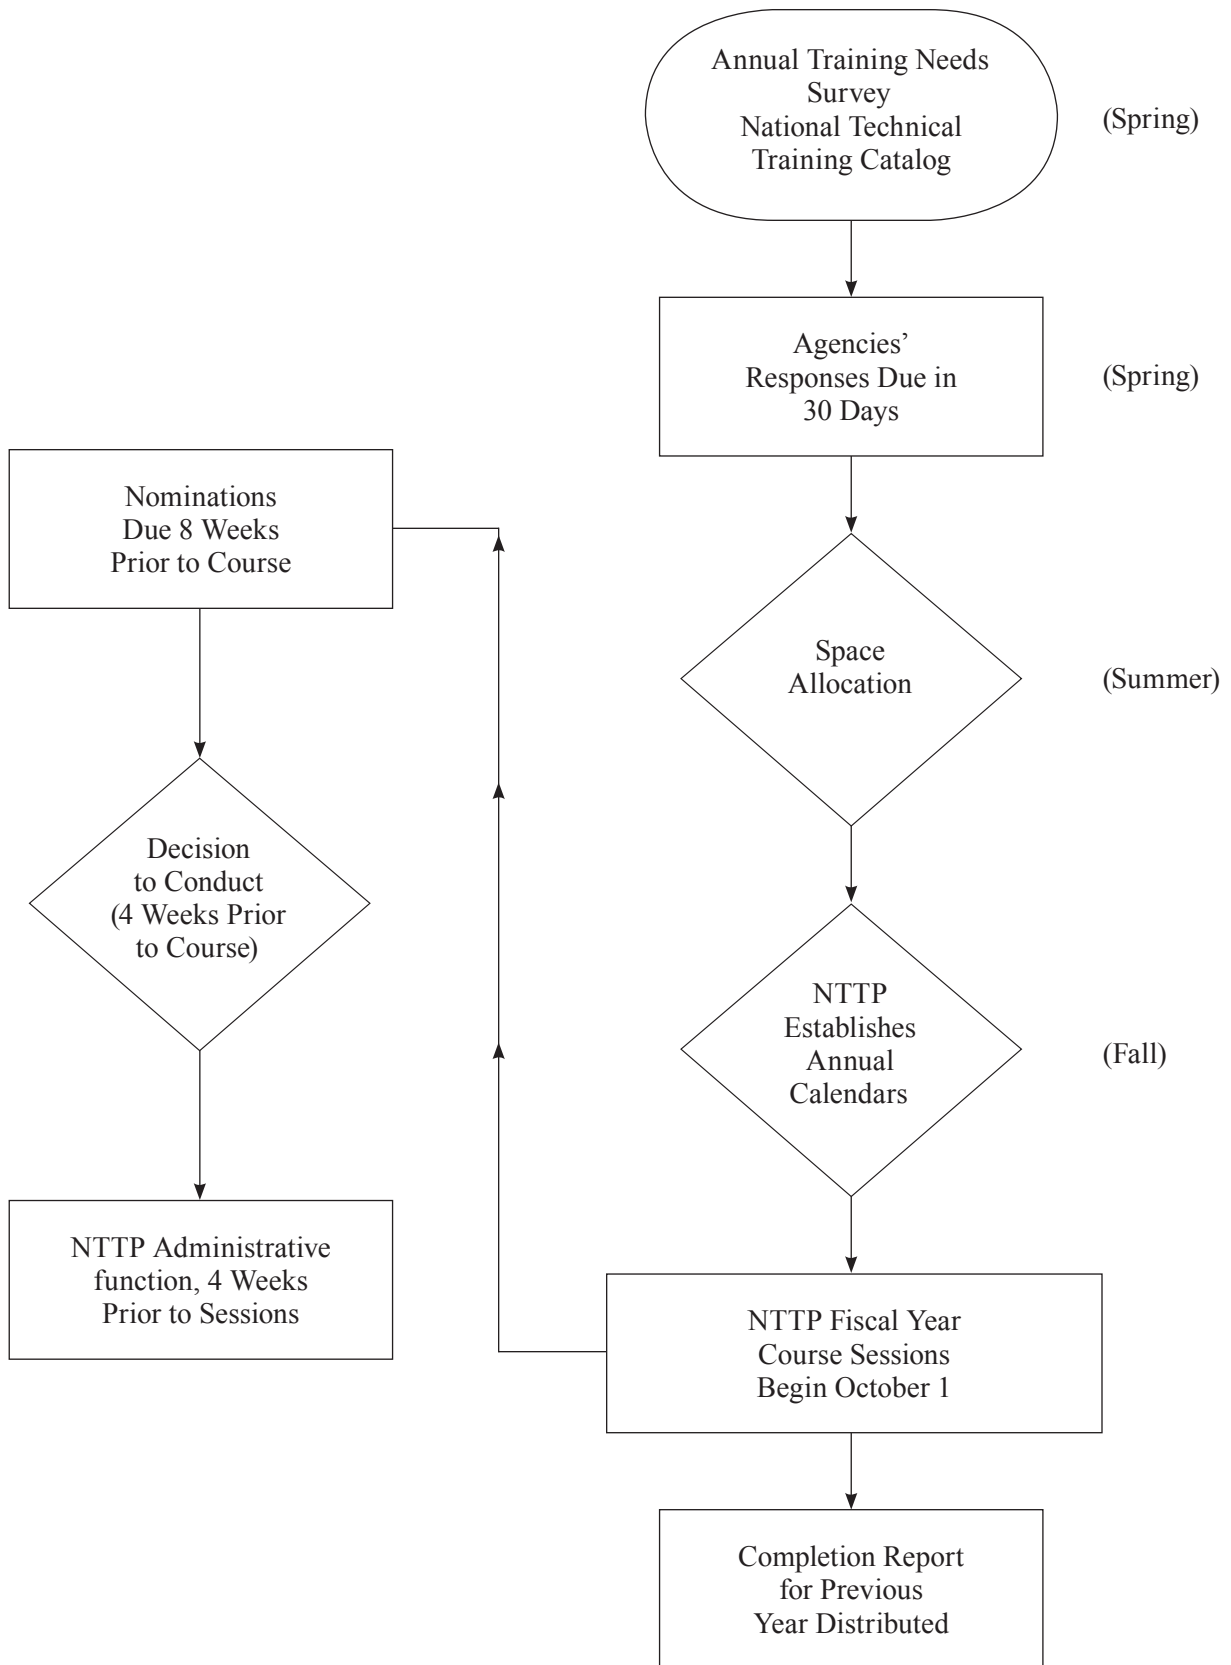 Annual Training Needs
Survey
National Technical
Training Catalog
(Spring)
Agencies’
Responses Due in
30 Days
(Spring)
Space
Allocation
(Summer)
NTTP
Establishes
Annual
Calendars
(Fall)
NTTP Fiscal Year
Course Sessions
Begin October 1
Completion Report
for Previous
Year Distributed
Nominations
Due 8 Weeks
Prior to Course
Decision
to Conduct
(4 Weeks Prior
to Course)
NTTP Administrative
function, 4 Weeks
Prior to Sessions